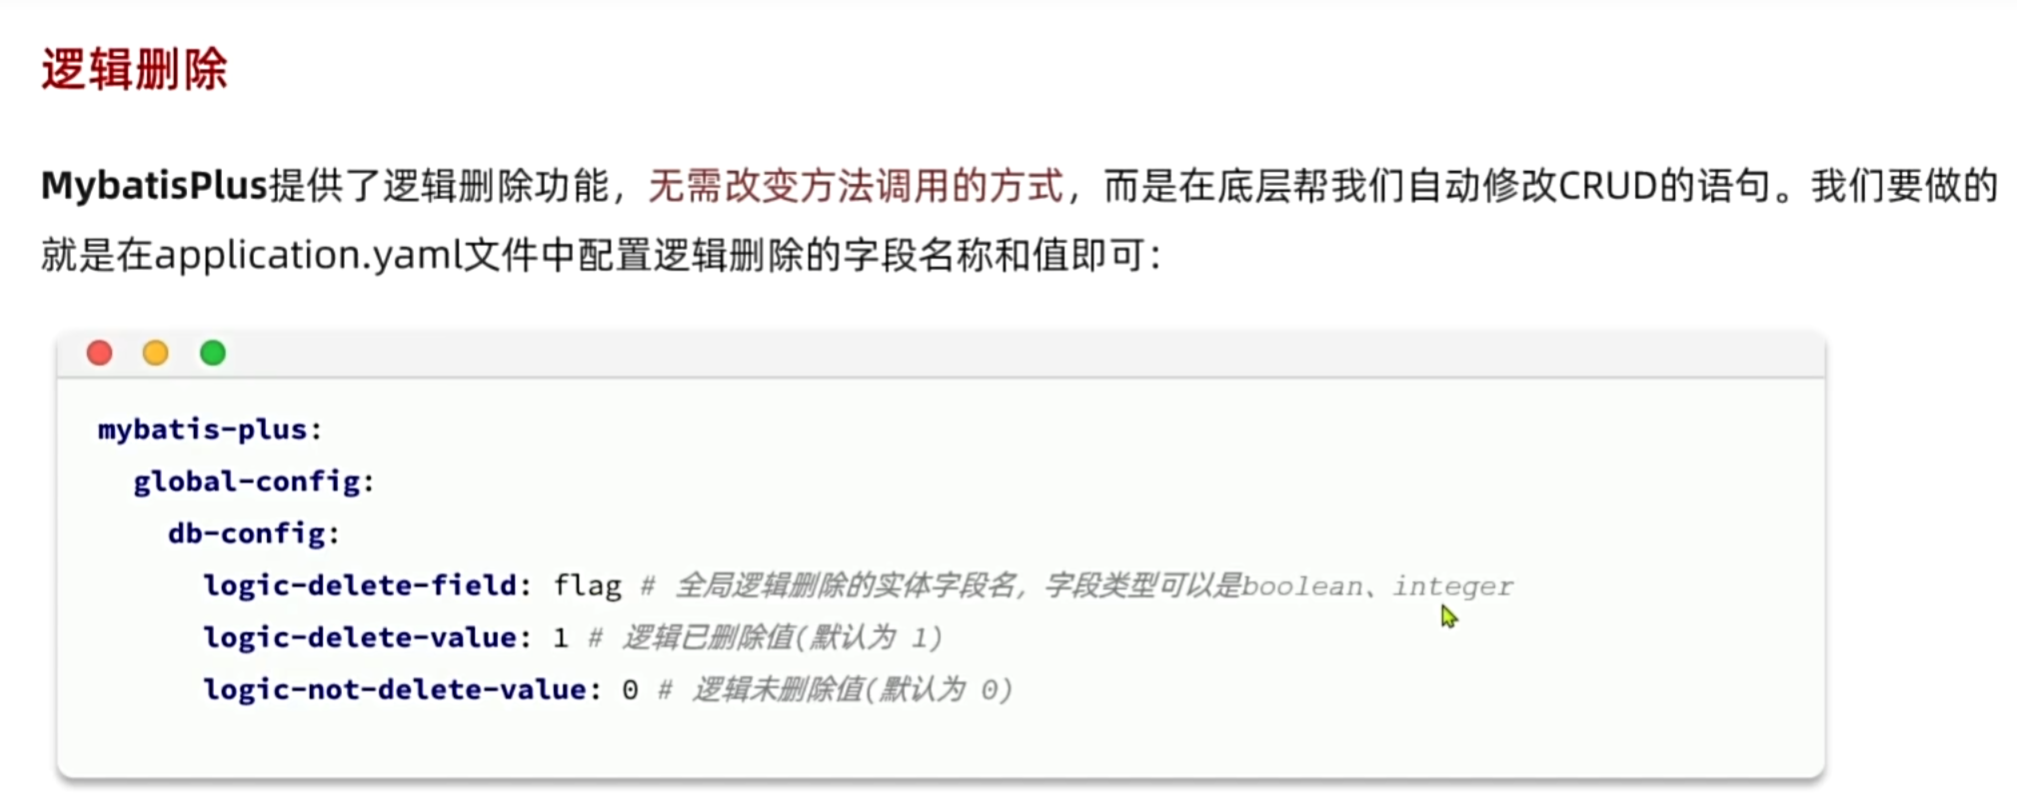 逻辑删除
MybatisPlus提供了逻辑删除功能，无需改变方法调用的方式，而是在底层帮我们自动修改CRUD的语句。我们要做的
就是在application.yaml文件中配置逻辑删除的字段名称和值即可：
mybatis-plus:
  global-config:
    db-config:
      logic-delete-field: flag # 全局逻辑删除的实体字段名，字段类型可以是boolean、integer
      logic-delete-value: 1 # 逻辑已删除值(默认为 1)
      logic-not-delete-value: 0 # 逻辑未删除值(默认为 0)